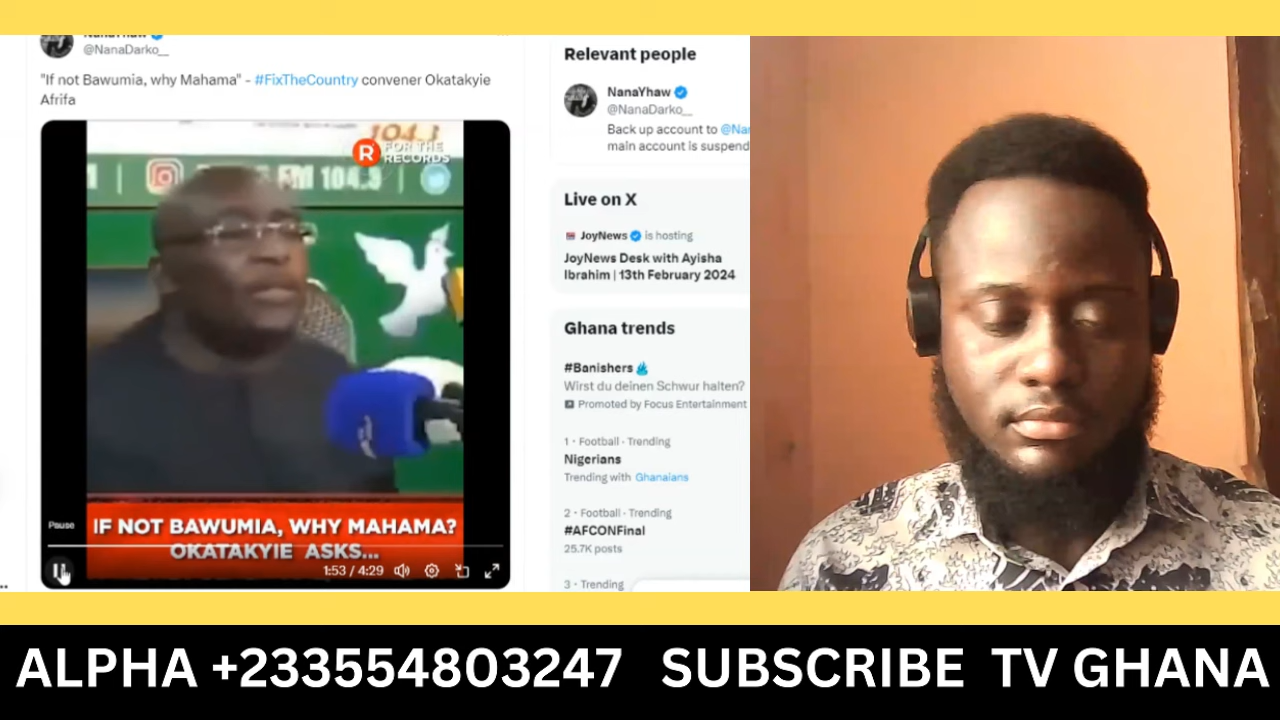 NanaYhaw
@NanaDarko__
"If not Bawumia, why Mahama" - #FixTheCountry convener Okatakyie
Afrifa
104.3
R FOR THE
RECORDS
FM 104.3
Pause
IF NOT BAWUMIA, WHY MAHAMA?
OKATAKYIE ASKS...
1:53 / 4:29
Relevant people
NanaYhaw
@NanaDarko__
Back up account to @Nan
main account is suspend
Live on X
JoyNews is hosting
JoyNews Desk with Ayisha
Ibrahim | 13th February 2024
Ghana trends
#Banishers
Wirst du deinen Schwur halten?
Promoted by Focus Entertainment
1 · Football · Trending
Nigerians
Trending with Ghanaians
2 · Football · Trending
#AFCONFinal
25.7K posts
3 · Trending
ALPHA +233554803247 SUBSCRIBE TV GHANA